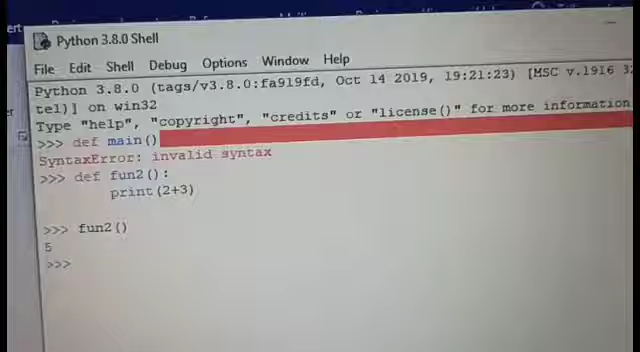 Python 3.8.0 Shell
File Edit Shell Debug Options Window Help
Python 3.8.0 (tags/v3.8.0:fa919fd, Oct 14 2019, 19:21:23) [MSC v.1916 3
tel)] on win32
Type "help", "copyright", "credits" or "license()" for more information
>>> def main()
SyntaxError: invalid syntax
>>> def fun2():
print(2+3)
>>> fun2()
5
>>>